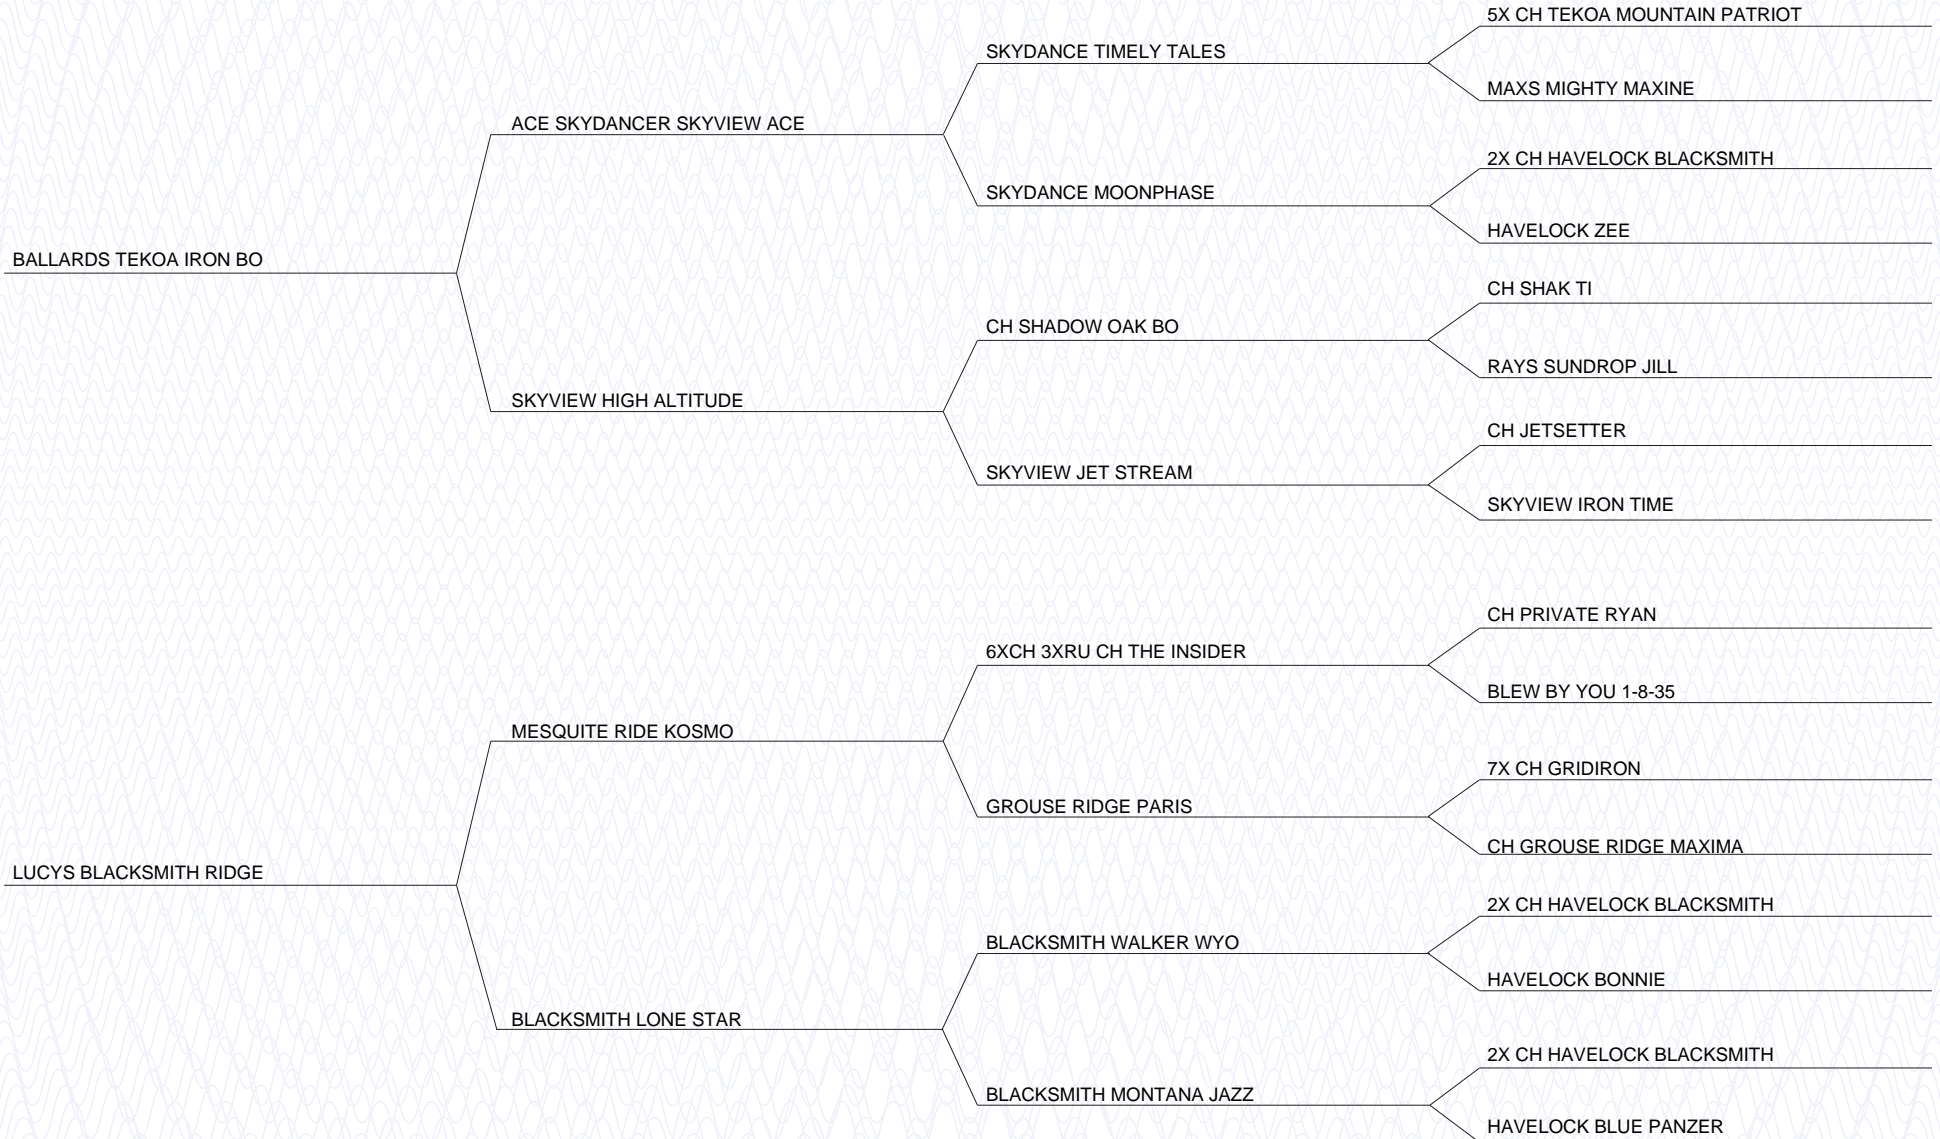 5X CH TEKOA MOUNTAIN PATRIOT
SKYDANCE TIMELY TALES
MAXS MIGHTY MAXINE
ACE SKYDANCER SKYVIEW ACE
2X CH HAVELOCK BLACKSMITH
SKYDANCE MOONPHASE
HAVELOCK ZEE
BALLARDS TEKOA IRON BO
CH SHAK TI
CH SHADOW OAK BO
RAYS SUNDROP JILL
SKYVIEW HIGH ALTITUDE
CH JETSETTER
SKYVIEW JET STREAM
SKYVIEW IRON TIME
CH PRIVATE RYAN
6XCH 3XRU CH THE INSIDER
BLEW BY YOU 1-8-35
MESQUITE RIDE KOSMO
7X CH GRIDIRON
GROUSE RIDGE PARIS
CH GROUSE RIDGE MAXIMA
LUCYS BLACKSMITH RIDGE
2X CH HAVELOCK BLACKSMITH
BLACKSMITH WALKER WYO
HAVELOCK BONNIE
BLACKSMITH LONE STAR
2X CH HAVELOCK BLACKSMITH
BLACKSMITH MONTANA JAZZ
HAVELOCK BLUE PANZER